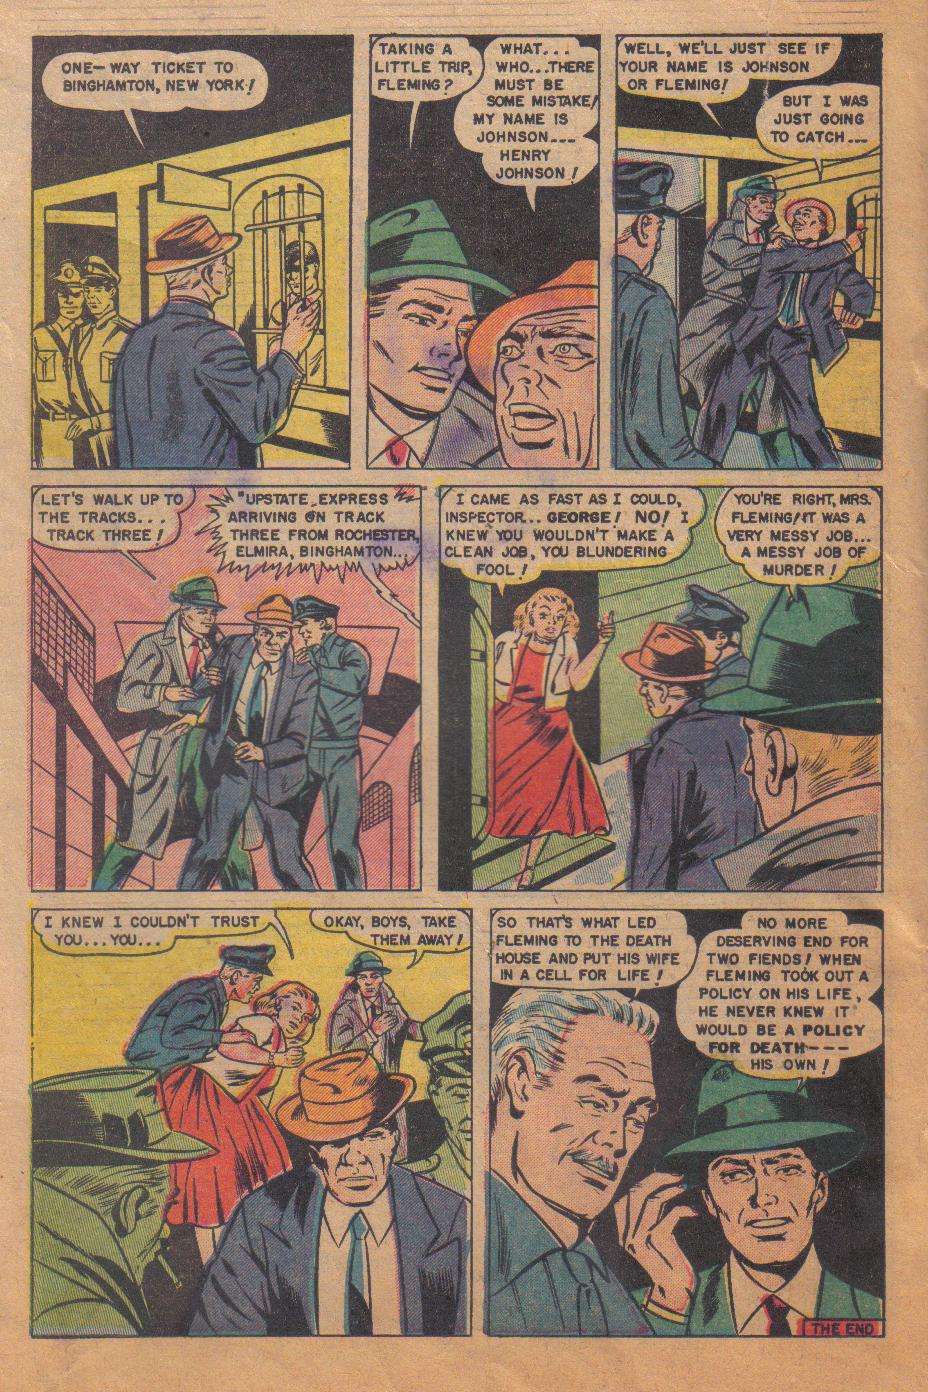 ONE-WAY TICKET TO
BINGHAMTON, NEW YORK!
TAKING A
LITTLE TRIP,
FLEMING?
WHAT...
WHO...THERE
MUST BE
SOME MISTAKE!
MY NAME IS
JOHNSON---
HENRY
JOHNSON!
WELL, WE'LL JUST SEE IF
YOUR NAME IS JOHNSON
OR FLEMING!
BUT I WAS
JUST GOING
TO CATCH---
LET'S WALK UP TO
THE TRACKS...
TRACK THREE!
"UPSTATE EXPRESS
ARRIVING ON TRACK
THREE FROM ROCHESTER,
ELMIRA, BINGHAMTON...
I CAME AS FAST AS I COULD,
INSPECTOR... GEORGE! NO! I
KNEW YOU WOULDN'T MAKE A
CLEAN JOB, YOU BLUNDERING
FOOL!
YOU'RE RIGHT, MRS.
FLEMING! IT WAS A
VERY MESSY JOB...
A MESSY JOB OF
MURDER!
I KNEW I COULDN'T TRUST
YOU...YOU...
OKAY, BOYS, TAKE
THEM AWAY!
SO THAT'S WHAT LED
FLEMING TO THE DEATH
HOUSE AND PUT HIS WIFE
IN A CELL FOR LIFE!
NO MORE
DESERVING END FOR
TWO FIENDS! WHEN
FLEMING TOOK OUT A
POLICY ON HIS LIFE,
HE NEVER KNEW IT
WOULD BE A POLICY
FOR DEATH---
HIS OWN!
THE END